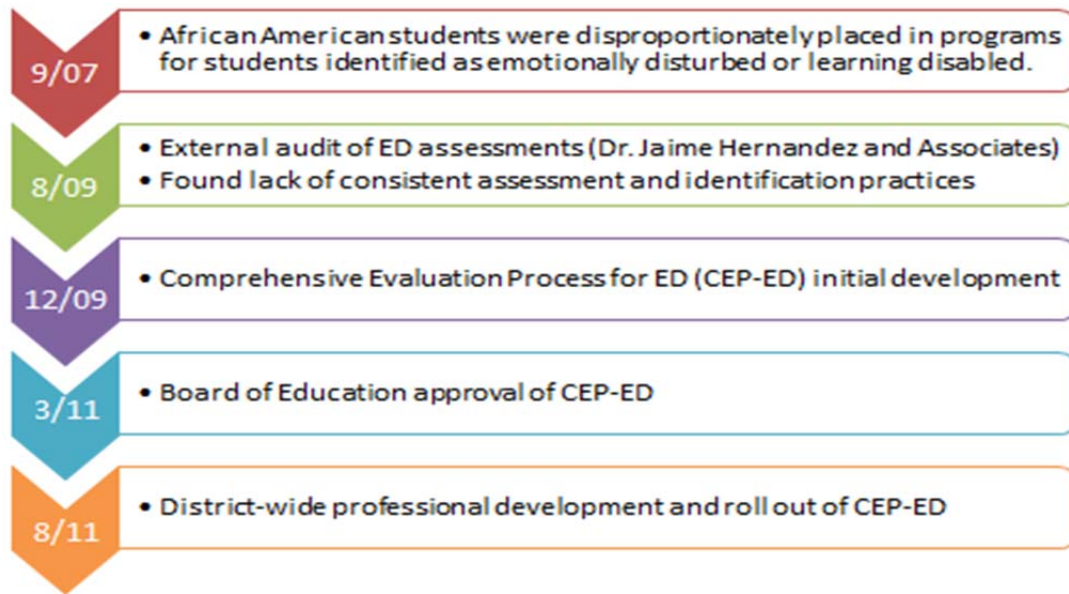 9/07
• African American students were disproportionately placed in programs
for students identified as emotionally disturbed or learning disabled.
8/09
• External audit of ED assessments (Dr. Jaime Hernandez and Associates)
• Found lack of consistent assessment and identification practices
12/09
• Comprehensive Evaluation Process for ED (CEP-ED) initial development
3/11
• Board of Education approval of CEP-ED
8/11
• District-wide professional development and roll out of CEP-ED